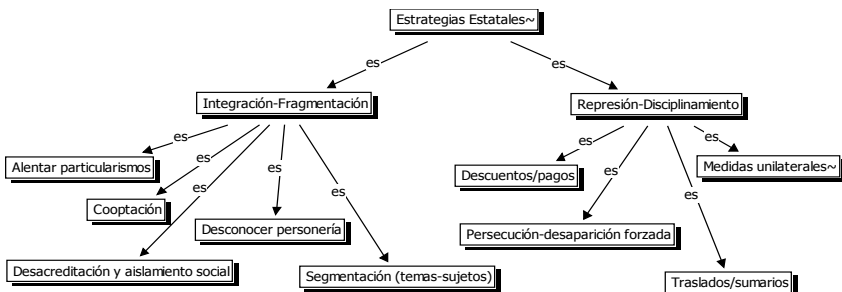 Estrategias Estatales~
es
es
Integración-Fragmentación
Represión-Disciplinamiento
es
es
es
es
es
es
es
es
es
Alentar particularismos
Descuentos/pagos
Medidas unilaterales~
Cooptación
Desconocer personería
Persecución-desaparición forzada
Desacreditación y aislamiento social
Segmentación (temas-sujetos)
Traslados/sumarios